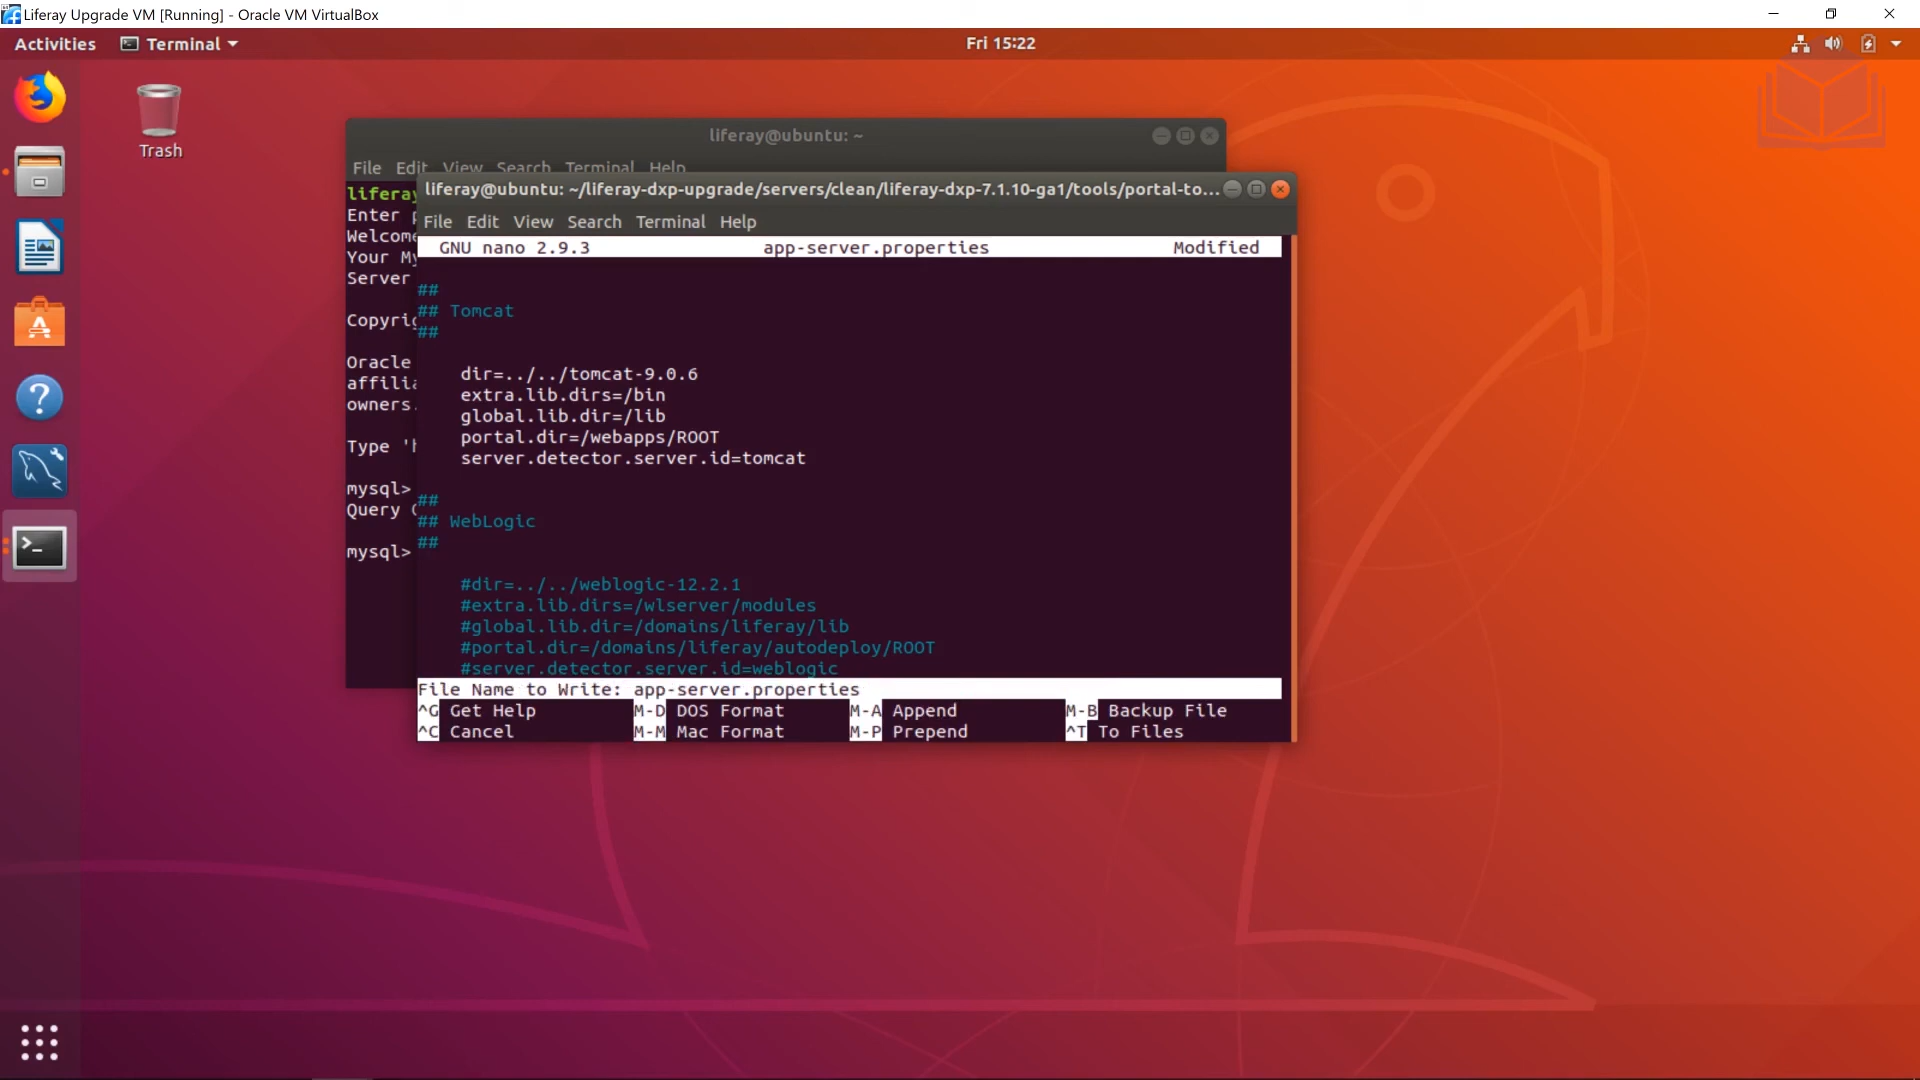 Liferay Upgrade VM [Running] - Oracle VM VirtualBox
Activities
Terminal
Fri 15:22
Trash
liferay@ubuntu: ~
File Edit View Search Terminal Help
liferay
Enter
Welcome
Your My
Server
Copyrig
Oracle
affilia
owners.
Type 'h
mysql>
Query O
mysql>
liferay@ubuntu: ~/liferay-dxp-upgrade/servers/clean/liferay-dxp-7.1.10-ga1/tools/portal-to...
File Edit View Search Terminal Help
GNU nano 2.9.3 app-server.properties Modified
##
## Tomcat
##
dir=../../tomcat-9.0.6
extra.lib.dirs=/bin
global.lib.dir=/lib
portal.dir=/webapps/ROOT
server.detector.server.id=tomcat
##
## WebLogic
##
#dir=../../weblogic-12.2.1
#extra.lib.dirs=/wlserver/modules
#global.lib.dir=/domains/liferay/lib
#portal.dir=/domains/liferay/autodeploy/ROOT
#server.detector.server.id=weblogic
File Name to Write: app-server.properties
^G Get Help M-D DOS Format M-A Append M-B Backup File
^C Cancel M-M Mac Format M-P Prepend ^T To Files